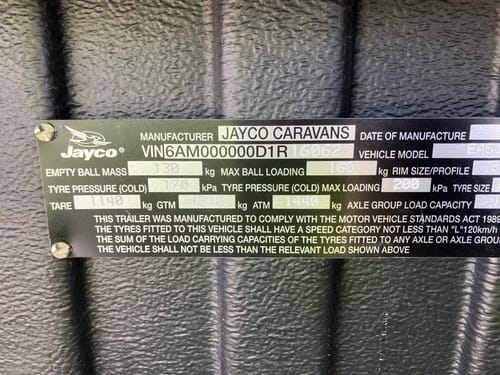 Jayco
MANUFACTURER JAYCO CARAVANS DATE OF MANUFACTURE
VIN 6AM000000D1R16062 VEHICLE MODEL
EMPTY BALL MASS 130 kg MAX BALL LOADING 160 kg RIM SIZE/PROFILE
TYRE PRESSURE (COLD) 170 kPa TYRE PRESSURE (COLD) MAX LOADING 200 kPa TYRE SIZE
TARE 1140 kg GTM 1310 kg ATM 1440 kg AXLE GROUP LOAD CAPACITY
THIS TRAILER WAS MANUFACTURED TO COMPLY WITH THE MOTOR VEHICLE STANDARDS ACT 1989
THE TYRES FITTED TO THIS VEHICLE SHALL HAVE A SPEED CATEGORY NOT LESS THAN "L"120km/h
THE SUM OF THE LOAD CARRYING CAPACITIES OF THE TYRES FITTED TO ANY AXLE OR AXLE GROU
THE VEHICLE SHALL NOT BE LESS THAN THE RELEVANT LOAD SHOWN ABOVE